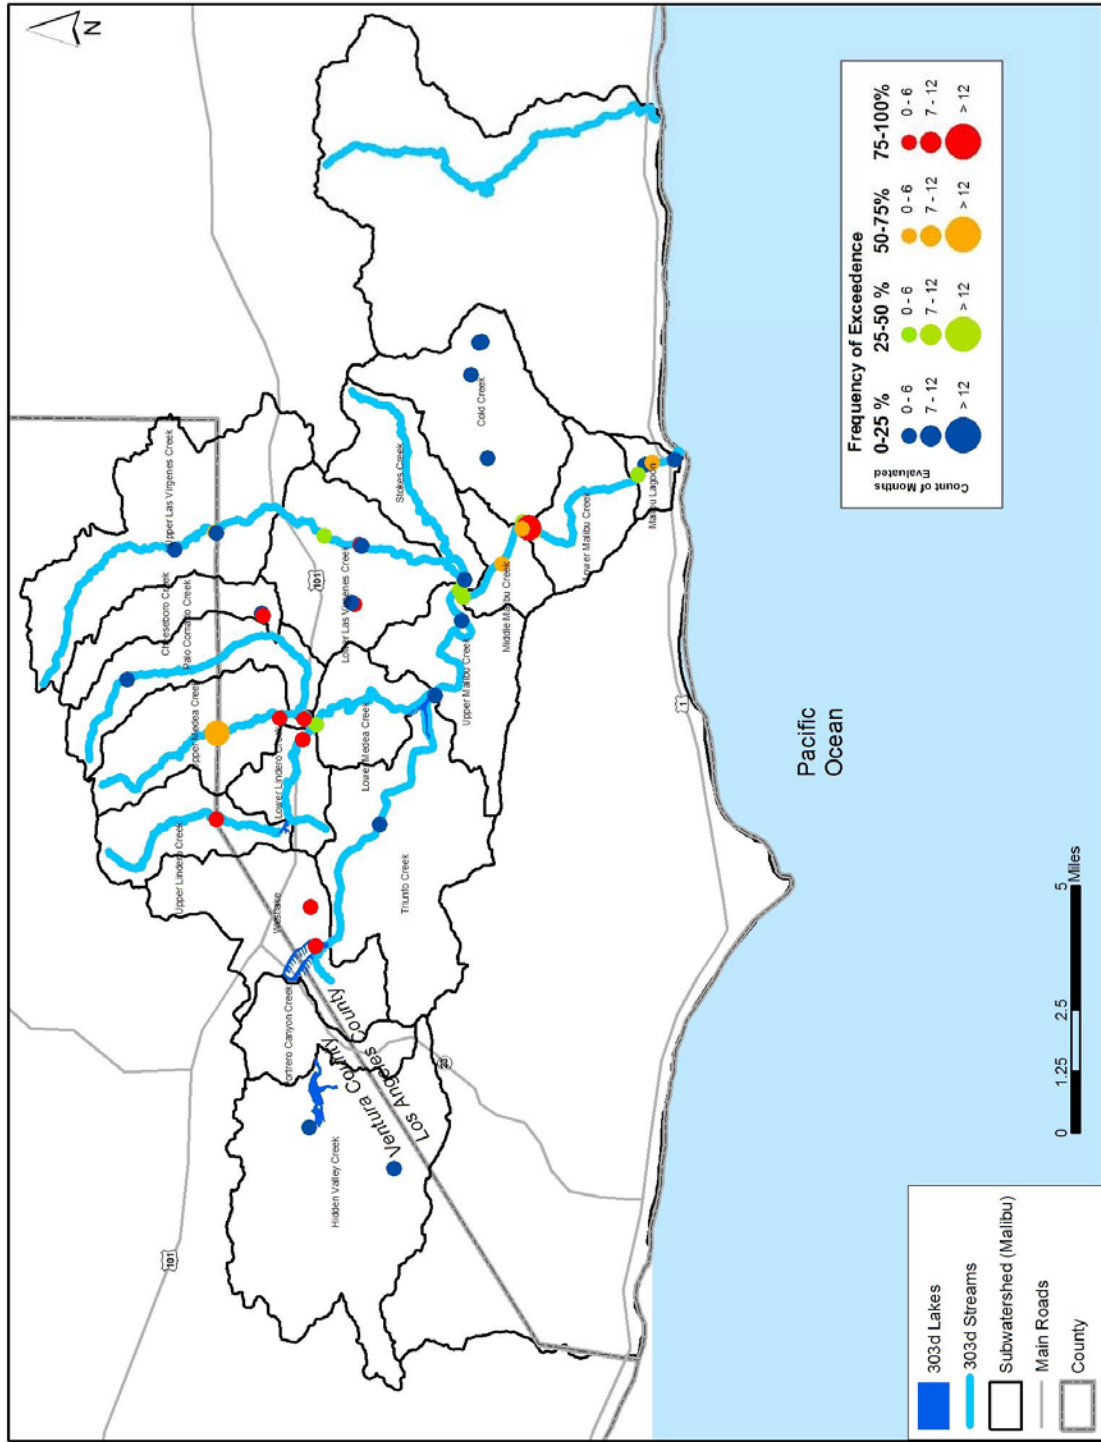 N
Upper Las Virgenes Creek
Cheeseboro Creek
Palo Comado Creek
Upper Medea Creek
Lower Lindero Creek
Upper Lindero Creek
Westlake
Portrero Canyon Creek
Hidden Valley Creek
Ventura County
Los Angeles County
Triunfo Creek
Lower Medea Creek
Upper Malibu Creek
Lower Las Virgenes Creek
Stokes Creek
Cold Creek
Middle Malibu Creek
Lower Malibu Creek
Malibu Lagoon
101
101
23
1
Pacific
Ocean
Frequency of Exceedence
Count of Months
Evaluated
0-25 %
25-50 %
50-75%
75-100%
0 - 6
0 - 6
0 - 6
0 - 6
7 - 12
7 - 12
7 - 12
7 - 12
> 12
> 12
> 12
> 12
303d Lakes
303d Streams
Subwatershed (Malibu)
Main Roads
County
0 1.25 2.5 5
Miles